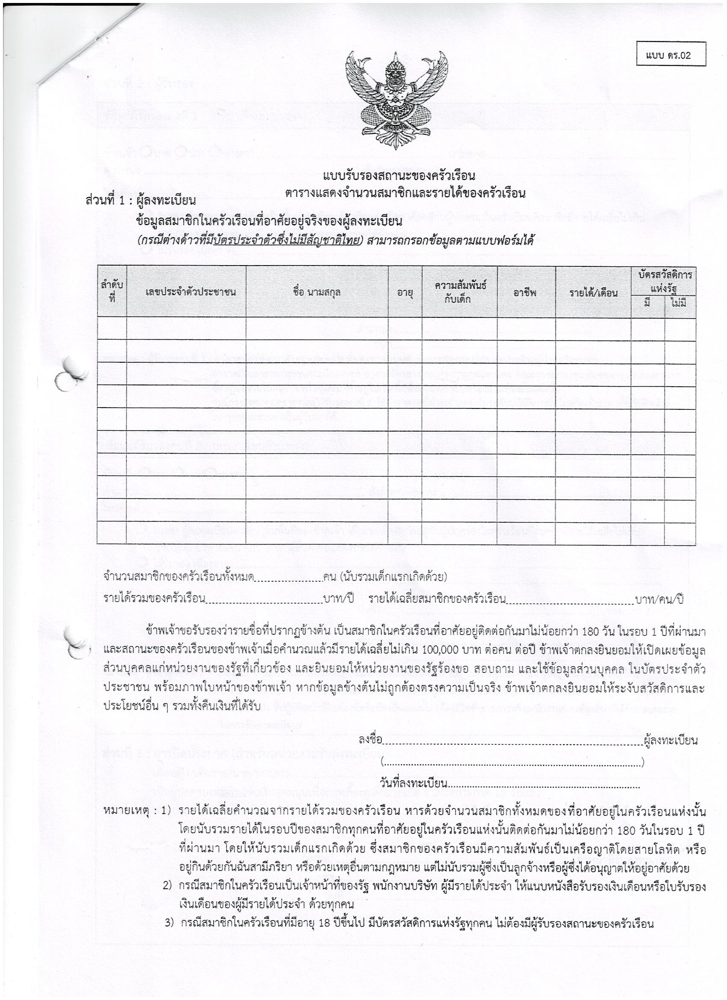 แบบ ดร.02
แบบรับรองสถานะของครัวเรือน
ตารางแสดงจำนวนสมาชิกและรายได้ของครัวเรือน
ส่วนที่ 1 : ผู้ลงทะเบียน
ข้อมูลสมาชิกในครัวเรือนที่อาศัยอยู่จริงของผู้ลงทะเบียน
(กรณีต่างด้าวที่มีบัตรประจำตัวซึ่งไม่มีสัญชาติไทย) สามารถกรอกข้อมูลตามแบบฟอร์มได้
ลำดับที่ เลขประจำตัวประชาชน ชื่อ นามสกุล อายุ ความสัมพันธ์กับเด็ก อาชีพ รายได้/เดือน บัตรสวัสดิการแห่งรัฐ
มี ไม่มี
จำนวนสมาชิกของครัวเรือนทั้งหมด....................คน (นับรวมเด็กแรกเกิดด้วย)
รายได้รวมของครัวเรือน..................................บาท/ปี รายได้เฉลี่ยสมาชิกของครัวเรือน.....................................บาท/คน/ปี
ข้าพเจ้าขอรับรองว่ารายชื่อที่ปรากฏข้างต้น เป็นสมาชิกในครัวเรือนที่อาศัยอยู่ติดต่อกันมาไม่น้อยกว่า 180 วัน ในรอบ 1 ปีที่ผ่านมา
และสถานะของครัวเรือนของข้าพเจ้าเมื่อคำนวณแล้วมีรายได้เฉลี่ยไม่เกิน 100,000 บาท ต่อคน ต่อปี ข้าพเจ้าตกลงยินยอมให้เปิดเผยข้อมูล
ส่วนบุคคลแก่หน่วยงานของรัฐที่เกี่ยวข้อง และยินยอมให้หน่วยงานของรัฐร้องขอ สอบถาม และใช้ข้อมูลส่วนบุคคล ในบัตรประจำตัว
ประชาชน พร้อมภาพใบหน้าของข้าพเจ้า หากข้อมูลข้างต้นไม่ถูกต้องตรงความเป็นจริง ข้าพเจ้าตกลงยินยอมให้ระงับสวัสดิการและ
ประโยชน์อื่น ๆ รวมทั้งคืนเงินที่ได้รับ
ลงชื่อ............................................................................ผู้ลงทะเบียน
(............................................................................)
วันที่ลงทะเบียน........................................................
หมายเหตุ : 1) รายได้เฉลี่ยคำนวณจากรายได้รวมของครัวเรือน หารด้วยจำนวนสมาชิกทั้งหมดของที่อาศัยอยู่ในครัวเรือนแห่งนั้น
โดยนับรวมรายได้ในรอบปีของสมาชิกทุกคนที่อาศัยอยู่ในครัวเรือนแห่งนั้นติดต่อกันมาไม่น้อยกว่า 180 วันในรอบ 1 ปี
ที่ผ่านมา โดยให้นับรวมเด็กแรกเกิดด้วย ซึ่งสมาชิกของครัวเรือนมีความสัมพันธ์เป็นเครือญาติโดยสายโลหิต หรือ
อยู่กินด้วยกันฉันสามีภริยา หรือด้วยเหตุอื่นตามกฎหมาย แต่ไม่นับรวมผู้ซึ่งเป็นลูกจ้างหรือผู้ซึ่งได้อนุญาตให้อยู่อาศัยด้วย
2) กรณีสมาชิกในครัวเรือนเป็นเจ้าหน้าที่ของรัฐ พนักงานบริษัท ผู้มีรายได้ประจำ ให้แนบหนังสือรับรองเงินเดือนหรือใบรับรอง
เงินเดือนของผู้มีรายได้ประจำ ด้วยทุกคน
3) กรณีสมาชิกในครัวเรือนที่มีอายุ 18 ปีขึ้นไป มีบัตรสวัสดิการแห่งรัฐทุกคน ไม่ต้องมีผู้รับรองสถานะของครัวเรือน